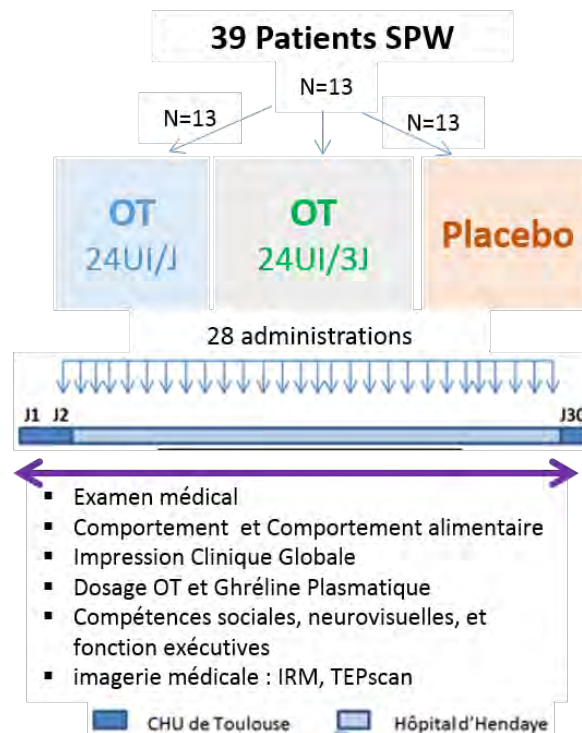 39 Patients SPW
N=13
N=13
N=13
OT
24UI/J
OT
24UI/3J
Placebo
28 administrations
J1
J2
J30
▪ Examen médical
▪ Comportement et Comportement alimentaire
▪ Impression Clinique Globale
▪ Dosage OT et Ghréline Plasmatique
▪ Compétences sociales, neurovisuelles, et
fonction exécutives
▪ imagerie médicale : IRM, TEPscan
CHU de Toulouse
Hôpital d'Hendaye